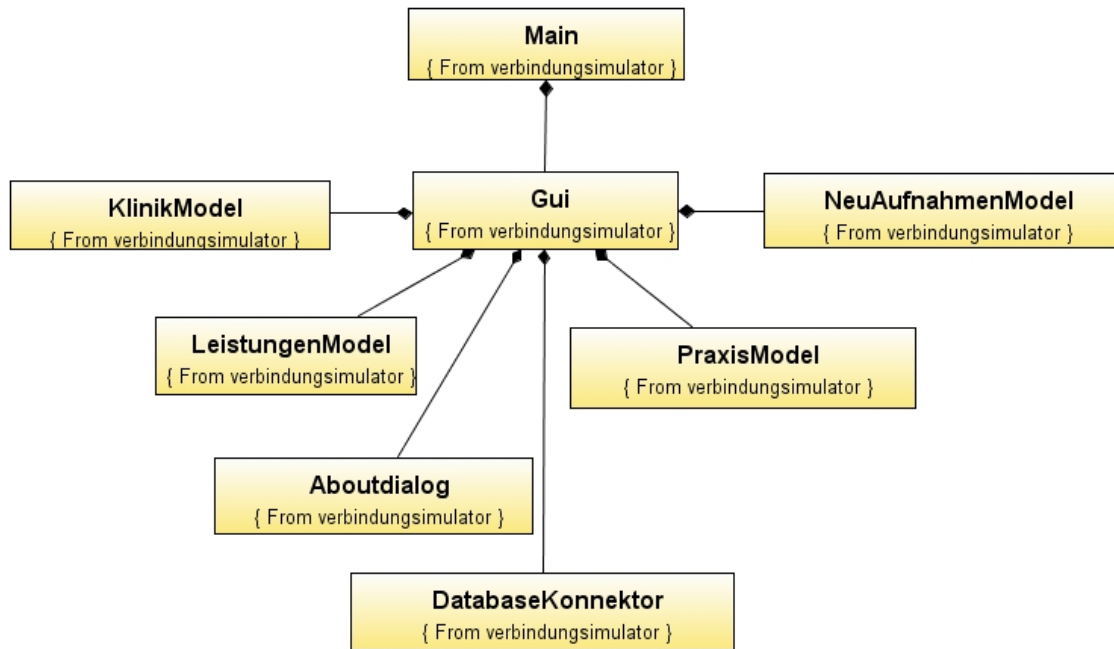 Main
{ From verbindungsimulator }
KlinikModel
{ From verbindungsimulator }
Gui
{ From verbindungsimulator }
NeuAufnahmenModel
{ From verbindungsimulator }
LeistungenModel
{ From verbindungsimulator }
PraxisModel
{ From verbindungsimulator }
Aboutdialog
{ From verbindungsimulator }
DatabaseKonnektor
{ From verbindungsimulator }